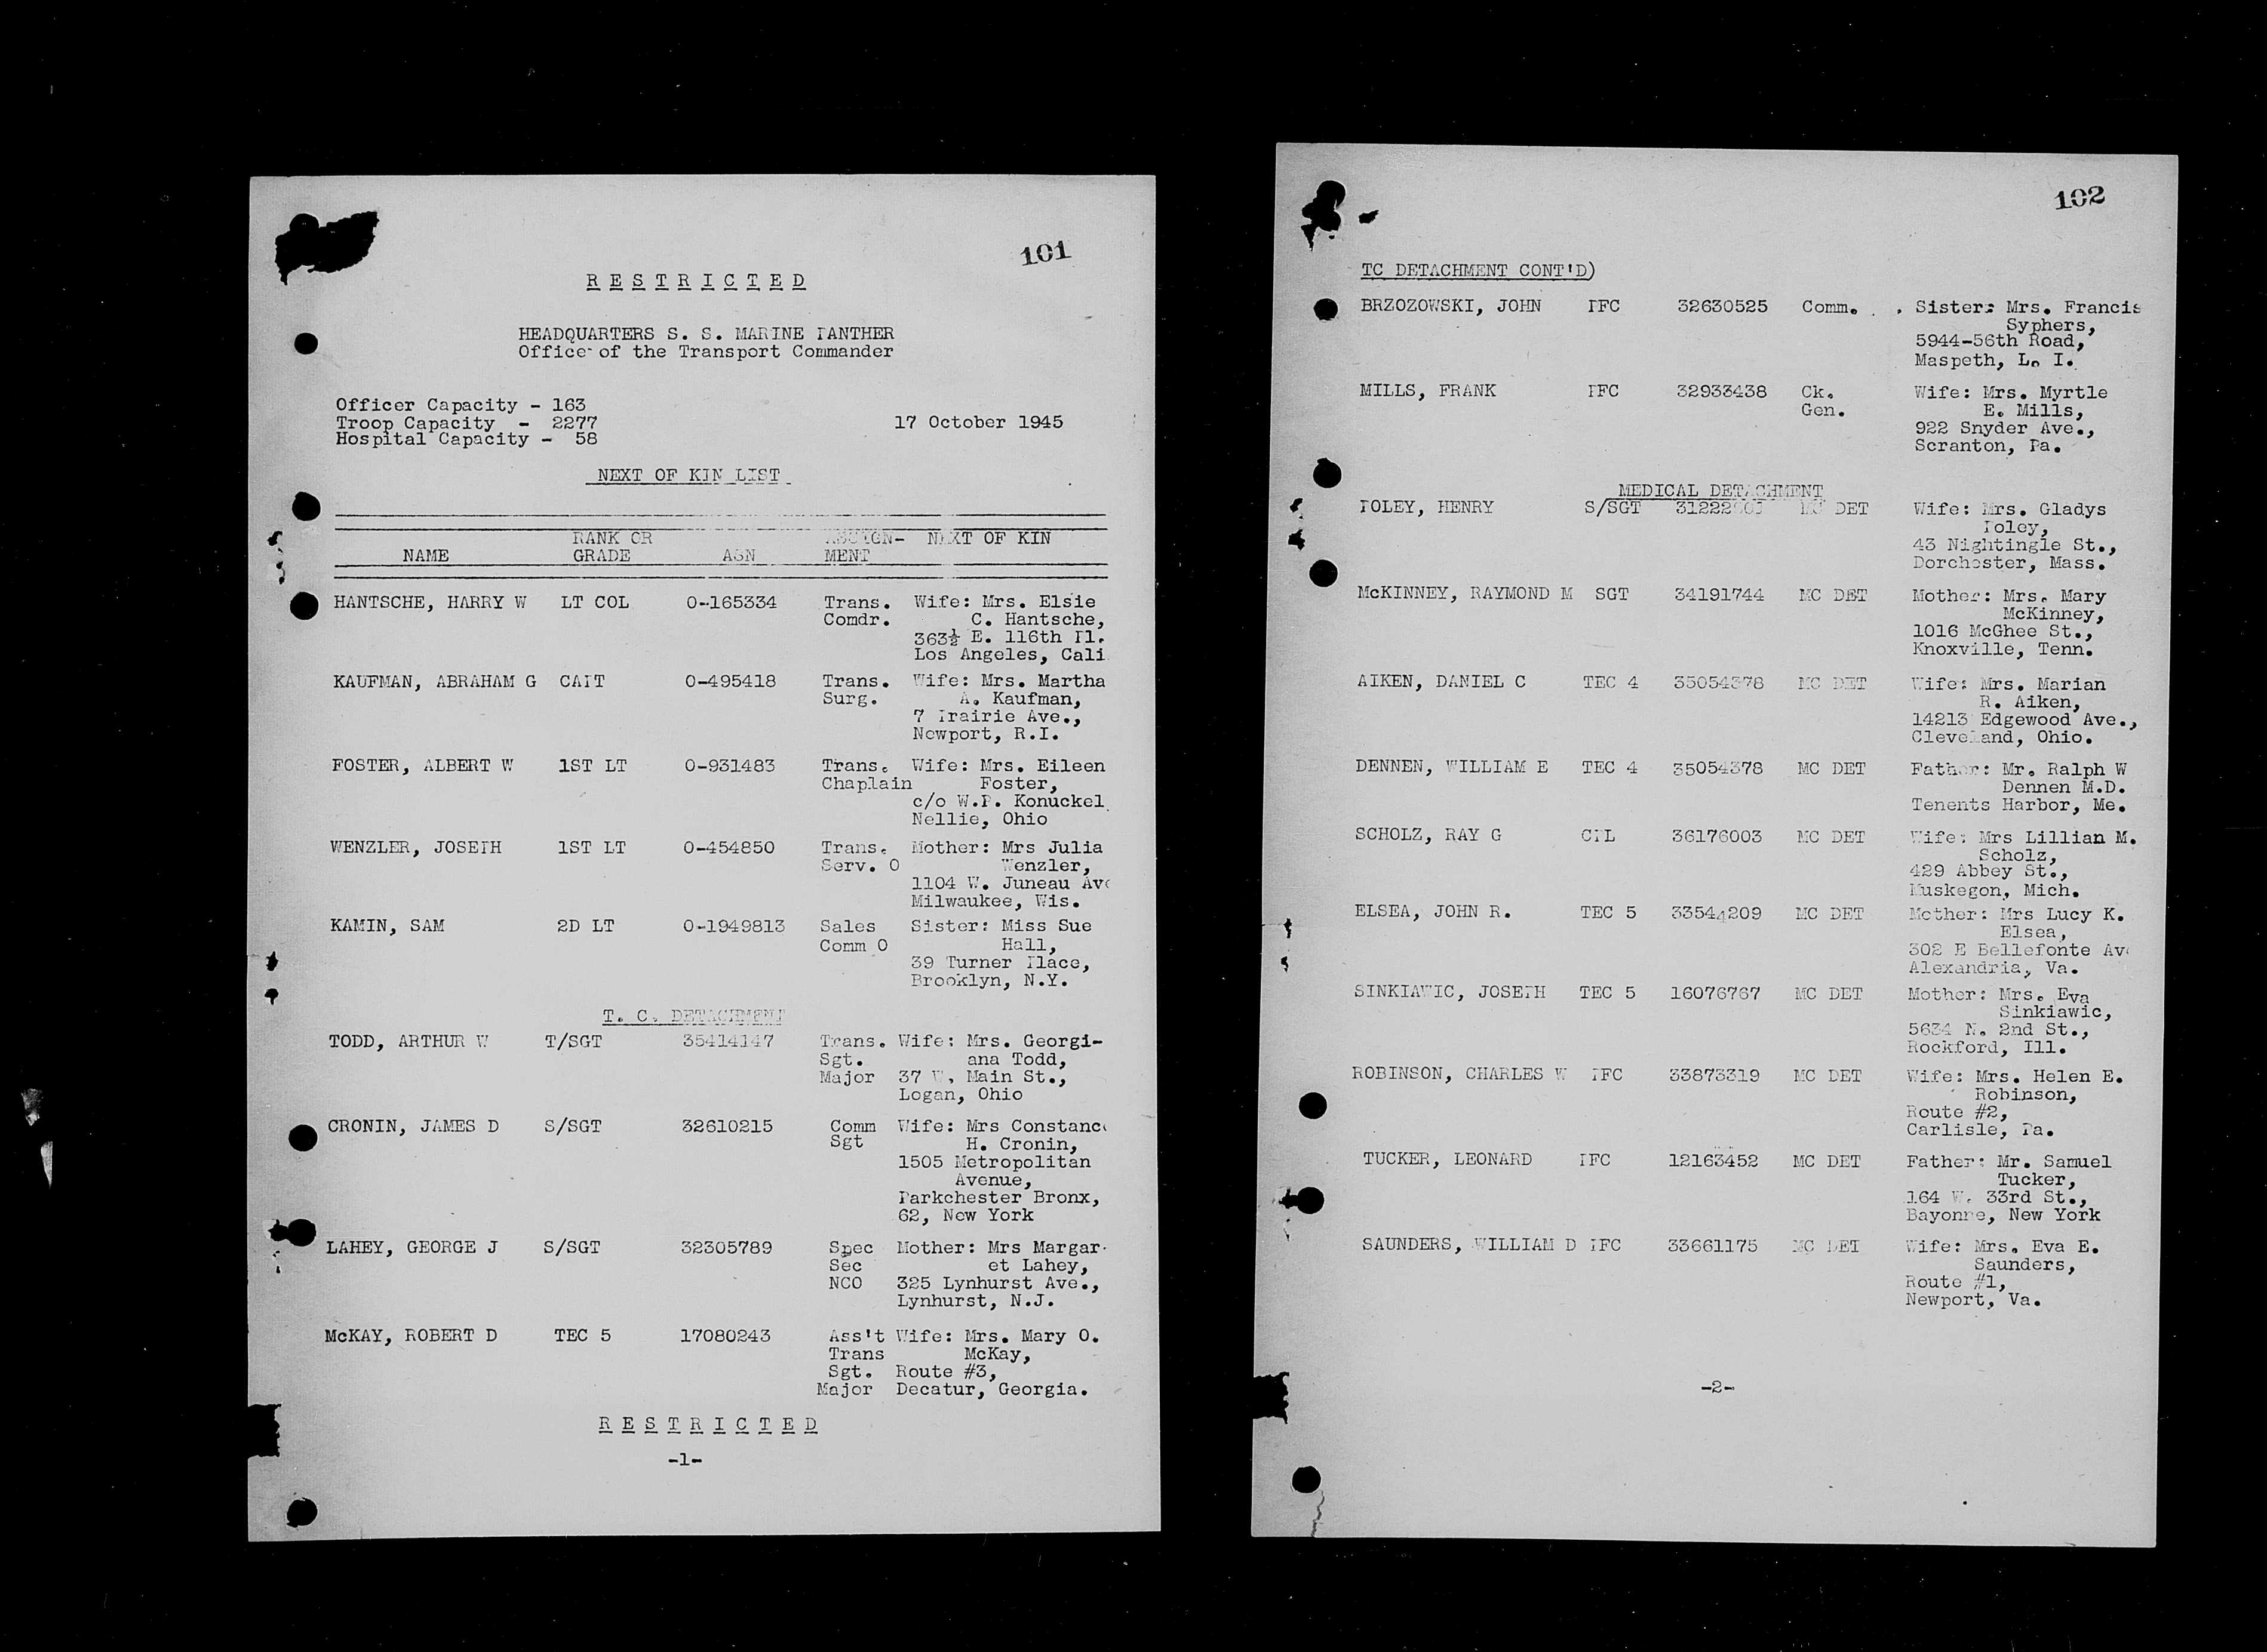 101
R E S T R I C T E D
HEADQUARTERS S. S. MARINE PANTHER
Office of the Transport Commander
Officer Capacity - 163
Troop Capacity - 2277
Hospital Capacity - 58
17 October 1945
NEXT OF KIN LIST
RANK OR ASSIGN- NEXT OF KIN
NAME GRADE ASN MENT
HANTSCHE, HARRY W LT COL 0-165334 Trans. Wife: Mrs. Elsie
Comdr. C. Hantsche,
363½ E. 116th Pl.
Los Angeles, Cali
KAUFMAN, ABRAHAM G CAPT 0-495418 Trans. Wife: Mrs. Martha
Surg. A. Kaufman,
7 Prairie Ave.,
Newport, R.I.
FOSTER, ALBERT W 1ST LT 0-931483 Trans. Wife: Mrs. Eileen
Chaplain Foster,
c/o W.P. Konuckel
Nellie, Ohio
WENZLER, JOSEPH 1ST LT 0-454850 Trans. Mother: Mrs Julia
Serv. O Wenzler,
1104 W. Juneau Ave
Milwaukee, Wis.
KAMIN, SAM 2D LT 0-1949813 Sales Sister: Miss Sue
Comm O Hall,
39 Turner Place,
Brooklyn, N.Y.
T. C. DETACHMENT
TODD, ARTHUR W T/SGT 35414147 Trans. Wife: Mrs. Georgi-
Sgt. ana Todd,
Major 37 W. Main St.,
Logan, Ohio
CRONIN, JAMES D S/SGT 32610215 Comm Wife: Mrs Constance
Sgt H. Cronin,
1505 Metropolitan
Avenue,
Parkchester Bronx,
62, New York
LAHEY, GEORGE J S/SGT 32305789 Spec Mother: Mrs Margar-
Sec et Lahey,
NCO 325 Lynhurst Ave.,
Lynhurst, N.J.
McKAY, ROBERT D TEC 5 17080243 Ass't Wife: Mrs. Mary O.
Trans McKay,
Sgt. Route #3,
Major Decatur, Georgia.
R E S T R I C T E D
-1-
102
TC DETACHMENT CONT'D)
BRZOZOWSKI, JOHN PFC 32630525 Comm. Sister: Mrs. Francis
Syphers,
5944-56th Road,
Maspeth, L. I.
MILLS, FRANK PFC 32933438 Ck. Wife: Mrs. Myrtle
Gen. E. Mills,
922 Snyder Ave.,
Scranton, Pa.
MEDICAL DETACHMENT
FOLEY, HENRY S/SGT MC DET Wife: Mrs. Gladys
Foley,
43 Nightingle St.,
Dorchester, Mass.
McKINNEY, RAYMOND M SGT 34191744 MC DET Mother: Mrs. Mary
McKinney,
1016 McGhee St.,
Knoxville, Tenn.
AIKEN, DANIEL C TEC 4 35054378 MC DET Wife: Mrs. Marian
R. Aiken,
14213 Edgewood Ave.,
Cleveland, Ohio.
DENNEN, WILLIAM E TEC 4 35054378 MC DET Father: Mr. Ralph W
Dennen M.D.
Tenents Harbor, Me.
SCHOLZ, RAY G CPL 36176003 MC DET Wife: Mrs Lillian M.
Scholz,
429 Abbey St.,
Muskegon, Mich.
ELSEA, JOHN R. TEC 5 33544209 MC DET Mother: Mrs Lucy K.
Elsea,
302 E Bellefonte Ave
Alexandria, Va.
SINKIAWIC, JOSEPH TEC 5 16076767 MC DET Mother: Mrs. Eva
Sinkiawic,
5634 N. 2nd St.,
Rockford, Ill.
ROBINSON, CHARLES W PFC 33873319 MC DET Wife: Mrs. Helen E.
Robinson,
Route #2,
Carlisle, Pa.
TUCKER, LEONARD PFC 12163452 MC DET Father: Mr. Samuel
Tucker,
164 W. 33rd St.,
Bayonne, New York
SAUNDERS, WILLIAM D PFC 33661175 MC DET Wife: Mrs. Eva E.
Saunders,
Route #1,
Newport, Va.
-2-